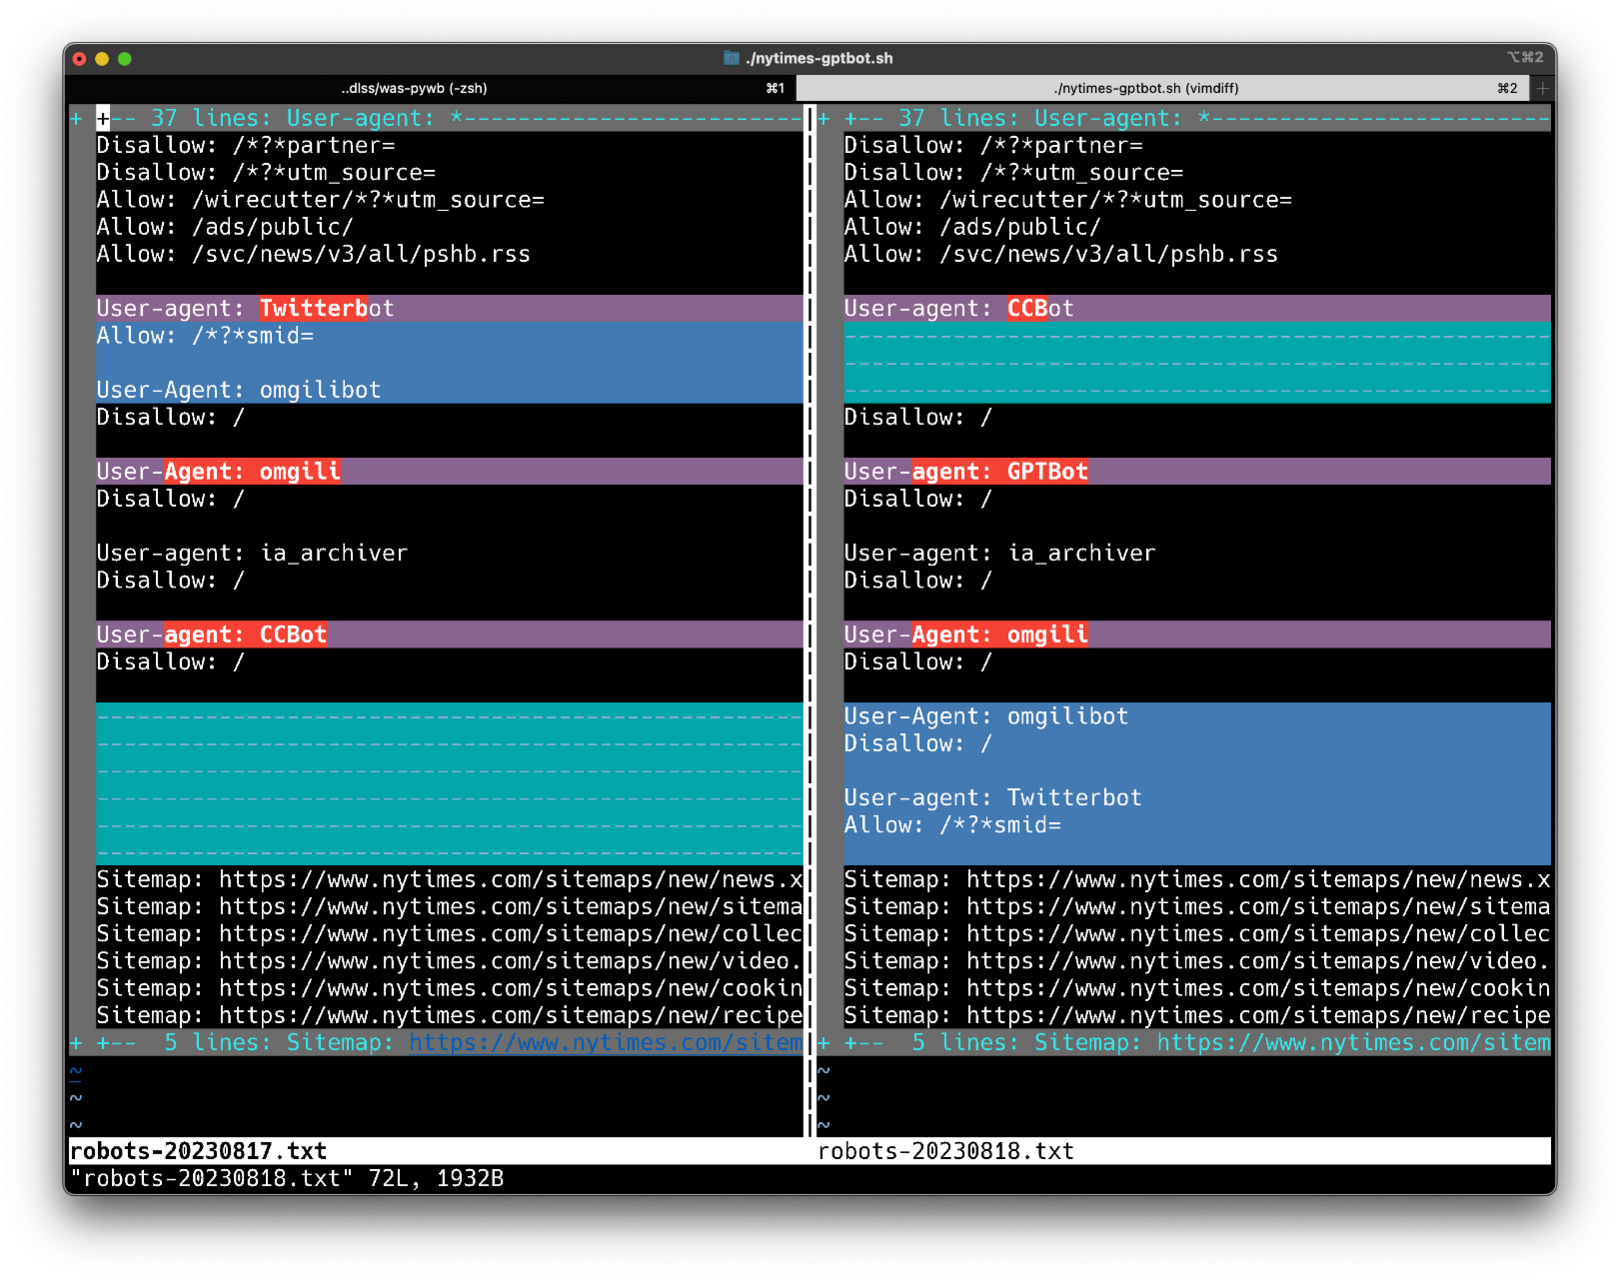 ./nytimes-gptbot.sh
⌥⌘2
..dlss/was-pywb (-zsh)
⌘1
./nytimes-gptbot.sh (vimdiff)
⌘2
+ +-- 37 lines: User-agent: *-------------------------
Disallow: /*?*partner=
Disallow: /*?*utm_source=
Allow: /wirecutter/*?*utm_source=
Allow: /ads/public/
Allow: /svc/news/v3/all/pshb.rss
User-agent: Twitterbot
Allow: /*?*smid=
User-Agent: omgilibot
Disallow: /
User-Agent: omgili
Disallow: /
User-agent: ia_archiver
Disallow: /
User-agent: CCBot
Disallow: /
Sitemap: https://www.nytimes.com/sitemaps/new/news.x
Sitemap: https://www.nytimes.com/sitemaps/new/sitema
Sitemap: https://www.nytimes.com/sitemaps/new/collec
Sitemap: https://www.nytimes.com/sitemaps/new/video.
Sitemap: https://www.nytimes.com/sitemaps/new/cookin
Sitemap: https://www.nytimes.com/sitemaps/new/recipe
+ +--  5 lines: Sitemap: https://www.nytimes.com/sitem
~
~
~
robots-20230817.txt
+ +-- 37 lines: User-agent: *-------------------------
Disallow: /*?*partner=
Disallow: /*?*utm_source=
Allow: /wirecutter/*?*utm_source=
Allow: /ads/public/
Allow: /svc/news/v3/all/pshb.rss
User-agent: CCBot
Disallow: /
User-agent: GPTBot
Disallow: /
User-agent: ia_archiver
Disallow: /
User-Agent: omgili
Disallow: /
User-Agent: omgilibot
Disallow: /
User-agent: Twitterbot
Allow: /*?*smid=
Sitemap: https://www.nytimes.com/sitemaps/new/news.x
Sitemap: https://www.nytimes.com/sitemaps/new/sitema
Sitemap: https://www.nytimes.com/sitemaps/new/collec
Sitemap: https://www.nytimes.com/sitemaps/new/video.
Sitemap: https://www.nytimes.com/sitemaps/new/cookin
Sitemap: https://www.nytimes.com/sitemaps/new/recipe
+ +--  5 lines: Sitemap: https://www.nytimes.com/sitem
~
~
~
robots-20230818.txt
"robots-20230818.txt" 72L, 1932B